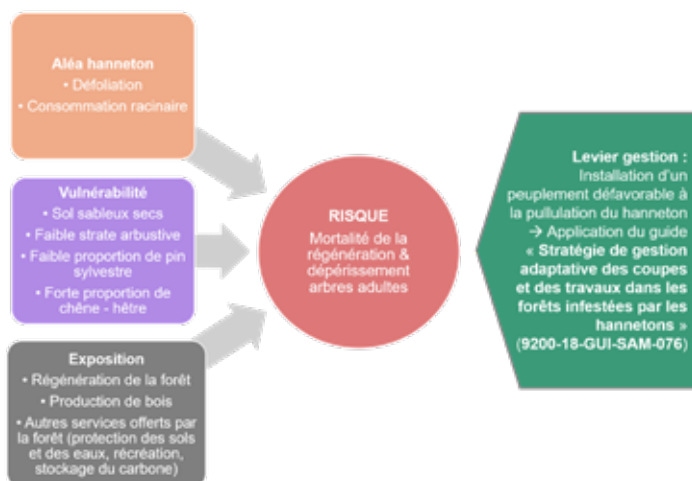 Aléa hanneton
• Défoliation
• Consommation racinaire
Vulnérabilité
• Sol sableux secs
• Faible strate arbustive
• Faible proportion de pin
sylvestre
• Forte proportion de
chêne - hêtre
Exposition
• Régénération de la forêt
• Production de bois
• Autres services offerts par
la forêt (protection des sols
et des eaux, récréation,
stockage du carbone)
RISQUE
Mortalité de la
régénération &
dépérissement
arbres adultes
Levier gestion :
Installation d'un
peuplement défavorable à
la pullulation du hanneton
→ Application du guide
« Stratégie de gestion
adaptative des coupes
et des travaux dans les
forêts infestées par les
hannetons »
(9200-18-GUI-SAM-076)